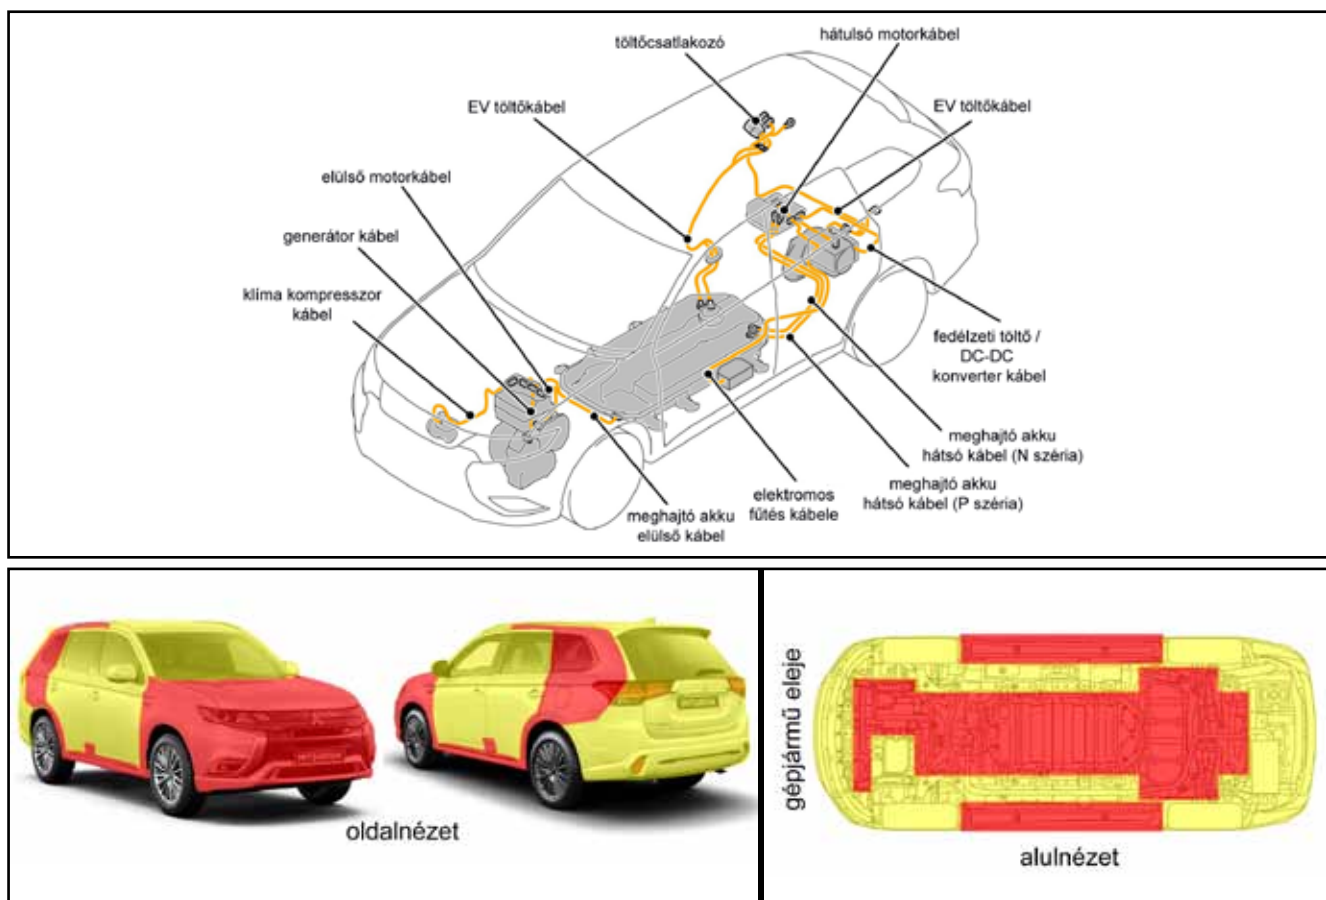 töltőcsatlakozó
hátulsó motorkábel
EV töltőkábel
EV töltőkábel
elülső motorkábel
generátor kábel
klíma kompresszor
kábel
fedélzeti töltő /
DC-DC
konverter kábel
meghajtó akku
hátsó kábel (N széria)
meghajtó akku
hátsó kábel (P széria)
elektromos
fűtés kábele
meghajtó akku
elülső kábel
oldalnézet
gépjármű eleje
alulnézet